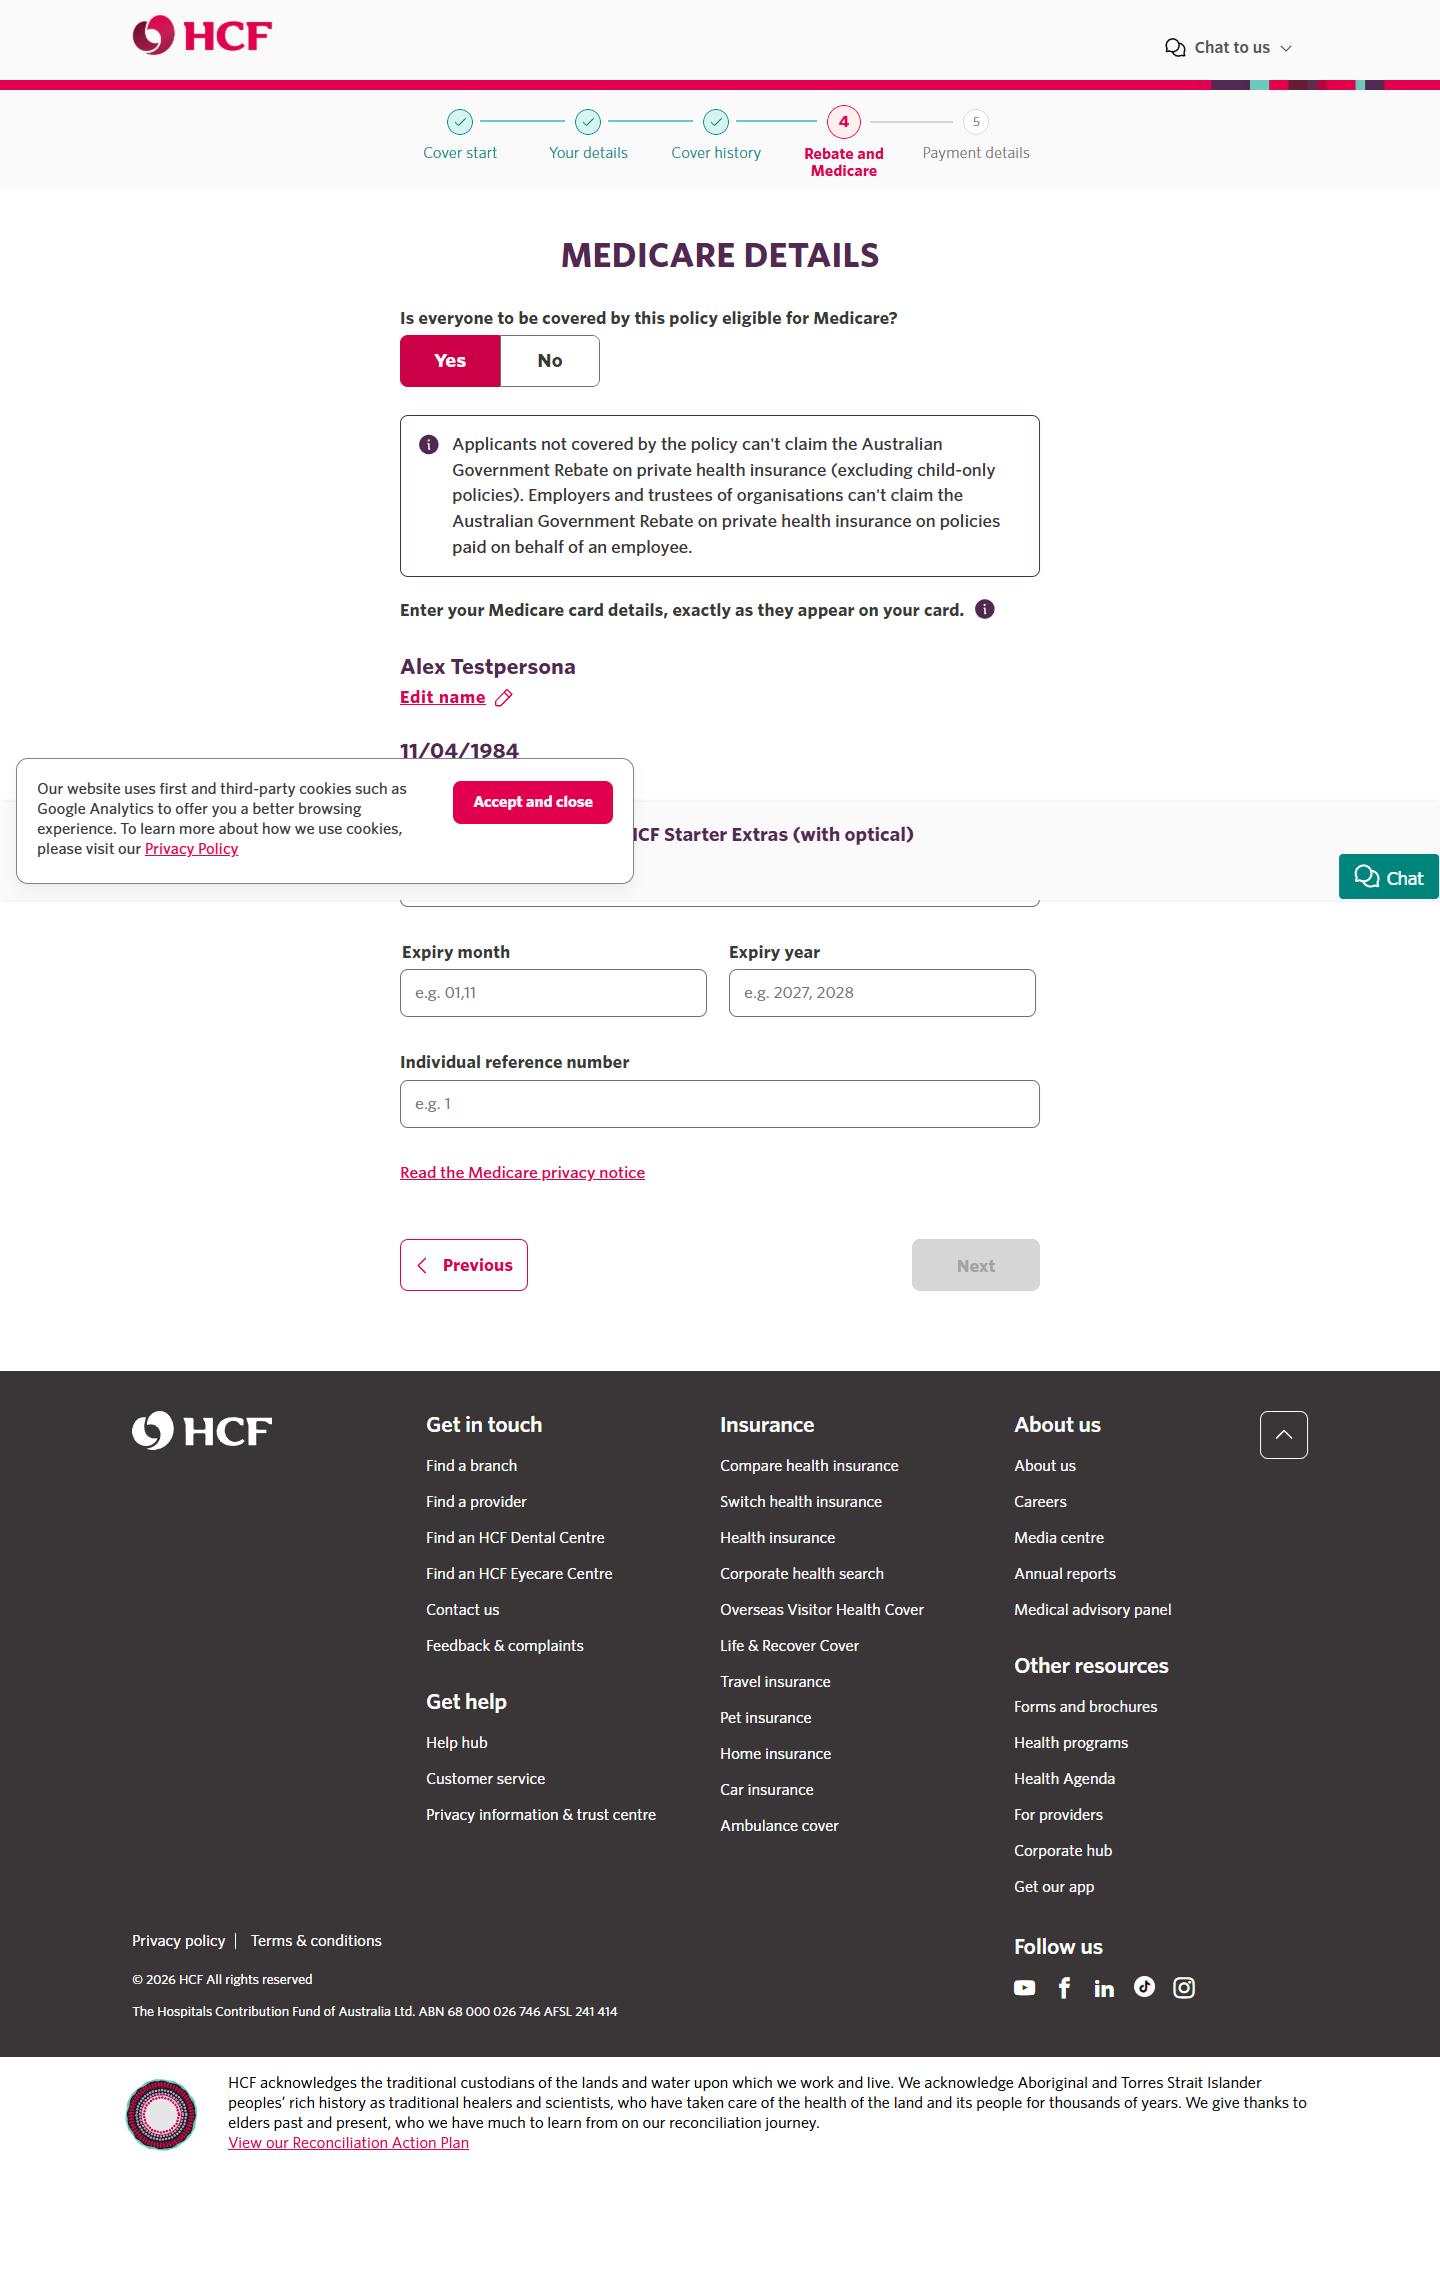 HCF
Chat to us
4
5
Cover start
Your details
Cover history
Rebate and
Medicare
Payment details
MEDICARE DETAILS
Is everyone to be covered by this policy eligible for Medicare?
Yes
No
Applicants not covered by the policy can't claim the Australian
Government Rebate on private health insurance (excluding child-only
policies). Employers and trustees of organisations can't claim the
Australian Government Rebate on private health insurance on policies
paid on behalf of an employee.
Enter your Medicare card details, exactly as they appear on your card.
Alex Testpersona
Edit name
11/04/1984
Our website uses first and third-party cookies such as
Google Analytics to offer you a better browsing
experience. To learn more about how we use cookies,
please visit our Privacy Policy
Accept and close
HCF Starter Extras (with optical)
Chat
Expiry month
Expiry year
e.g. 01,11
e.g. 2027, 2028
Individual reference number
e.g. 1
Read the Medicare privacy notice
Previous
Next
HCF
Get in touch
Find a branch
Find a provider
Find an HCF Dental Centre
Find an HCF Eyecare Centre
Contact us
Feedback & complaints
Get help
Help hub
Customer service
Privacy information & trust centre
Insurance
Compare health insurance
Switch health insurance
Health insurance
Corporate health search
Overseas Visitor Health Cover
Life & Recover Cover
Travel insurance
Pet insurance
Home insurance
Car insurance
Ambulance cover
About us
About us
Careers
Media centre
Annual reports
Medical advisory panel
Other resources
Forms and brochures
Health programs
Health Agenda
For providers
Corporate hub
Get our app
Follow us
Privacy policy
Terms & conditions
© 2026 HCF All rights reserved
The Hospitals Contribution Fund of Australia Ltd. ABN 68 000 026 746 AFSL 241 414
HCF acknowledges the traditional custodians of the lands and water upon which we work and live. We acknowledge Aboriginal and Torres Strait Islander
peoples’ rich history as traditional healers and scientists, who have taken care of the health of the land and its people for thousands of years. We give thanks to
elders past and present, who we have much to learn from on our reconciliation journey.
View our Reconciliation Action Plan